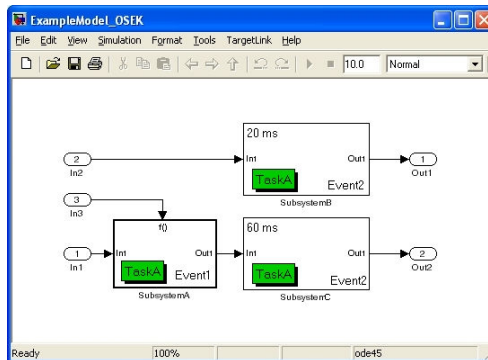 ExampleModel_OSEK
File Edit View Simulation Format Tools TargetLink Help
10.0 Normal
20 ms
2 In1 Out1 1
In2 TaskA Event2 Out1
SubsystemB
3
In3
f()
60 ms
1 In1 Out1 In1 Out1 2
In1 TaskA Event1 TaskA Event2 Out2
SubsystemA SubsystemC
Ready 100% ode45